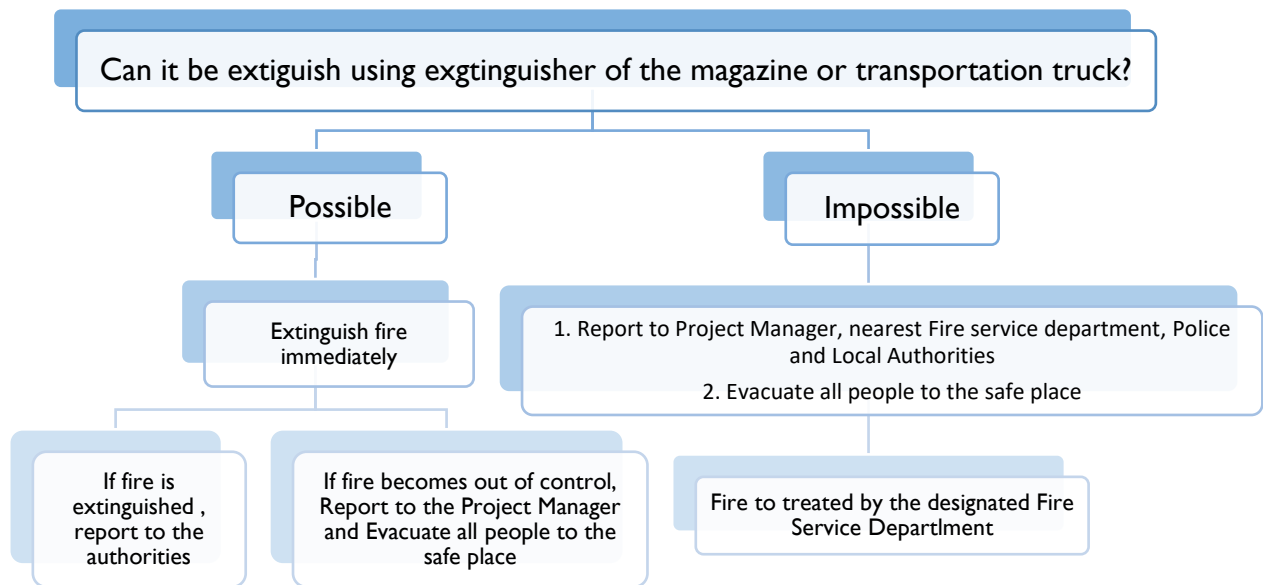 Can it be extiguish using exgtinguisher of the magazine or transportation truck?
Possible
Impossible
Extinguish fire
immediately
1. Report to Project Manager, nearest Fire service department, Police
and Local Authorities
2. Evacuate all people to the safe place
If fire is
extinguished ,
report to the
authorities
If fire becomes out of control,
Report to the Project Manager
and Evacuate all people to the
safe place
Fire to treated by the designated Fire
Service Departlment